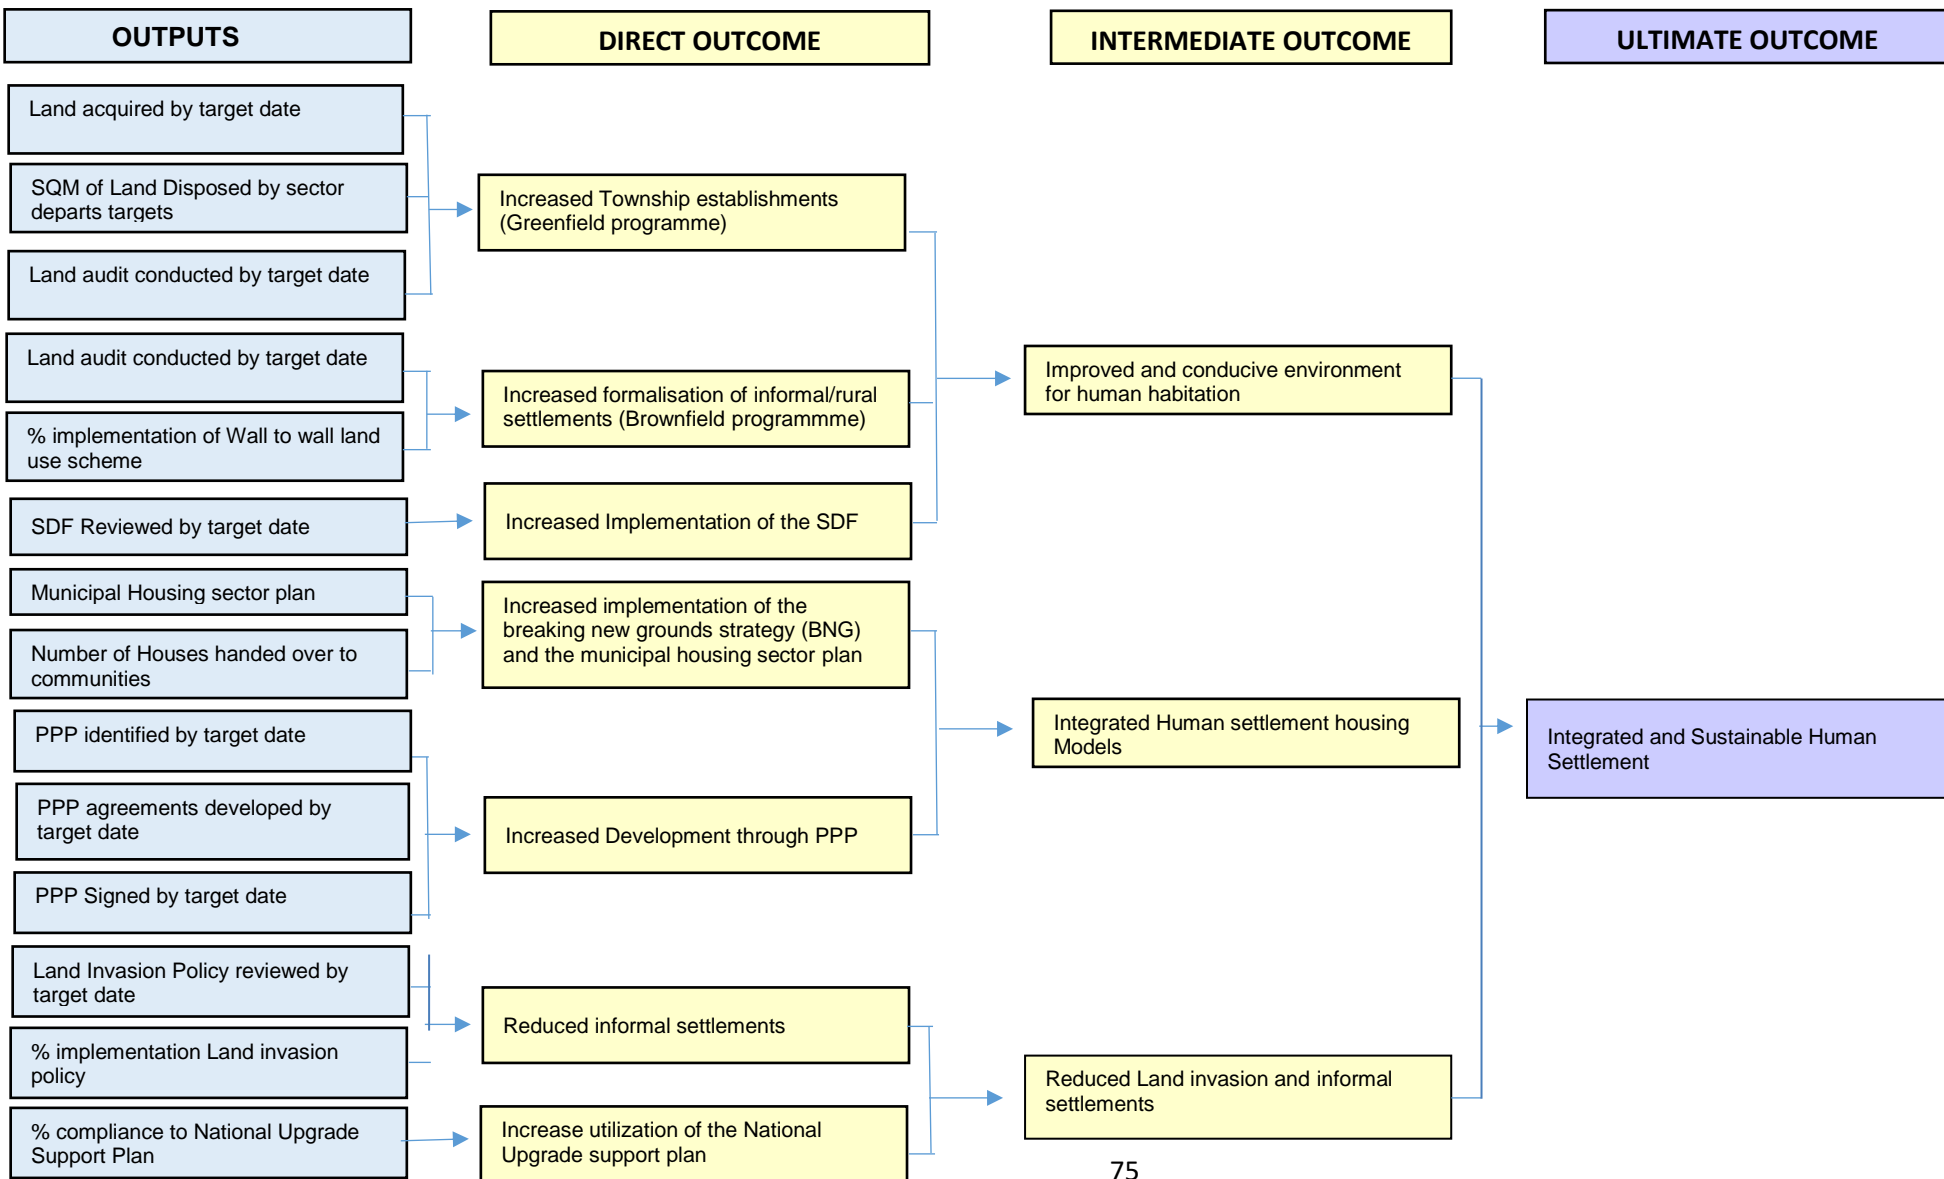 OUTPUTS
DIRECT OUTCOME
INTERMEDIATE OUTCOME
ULTIMATE OUTCOME
Land acquired by target date
SQM of Land Disposed by sector
departs targets
Land audit conducted by target date
Land audit conducted by target date
% implementation of Wall to wall land
use scheme
SDF Reviewed by target date
Municipal Housing sector plan
Number of Houses handed over to
communities
PPP identified by target date
PPP agreements developed by
target date
PPP Signed by target date
Land Invasion Policy reviewed by
target date
% implementation Land invasion
policy
% compliance to National Upgrade
Support Plan
Increased Township establishments
(Greenfield programme)
Increased formalisation of informal/rural
settlements (Brownfield programmme)
Increased Implementation of the SDF
Increased implementation of the
breaking new grounds strategy (BNG)
and the municipal housing sector plan
Increased Development through PPP
Reduced informal settlements
Increase utilization of the National
Upgrade support plan
Improved and conducive environment
for human habitation
Integrated Human settlement housing
Models
Reduced Land invasion and informal
settlements
Integrated and Sustainable Human
Settlement
75